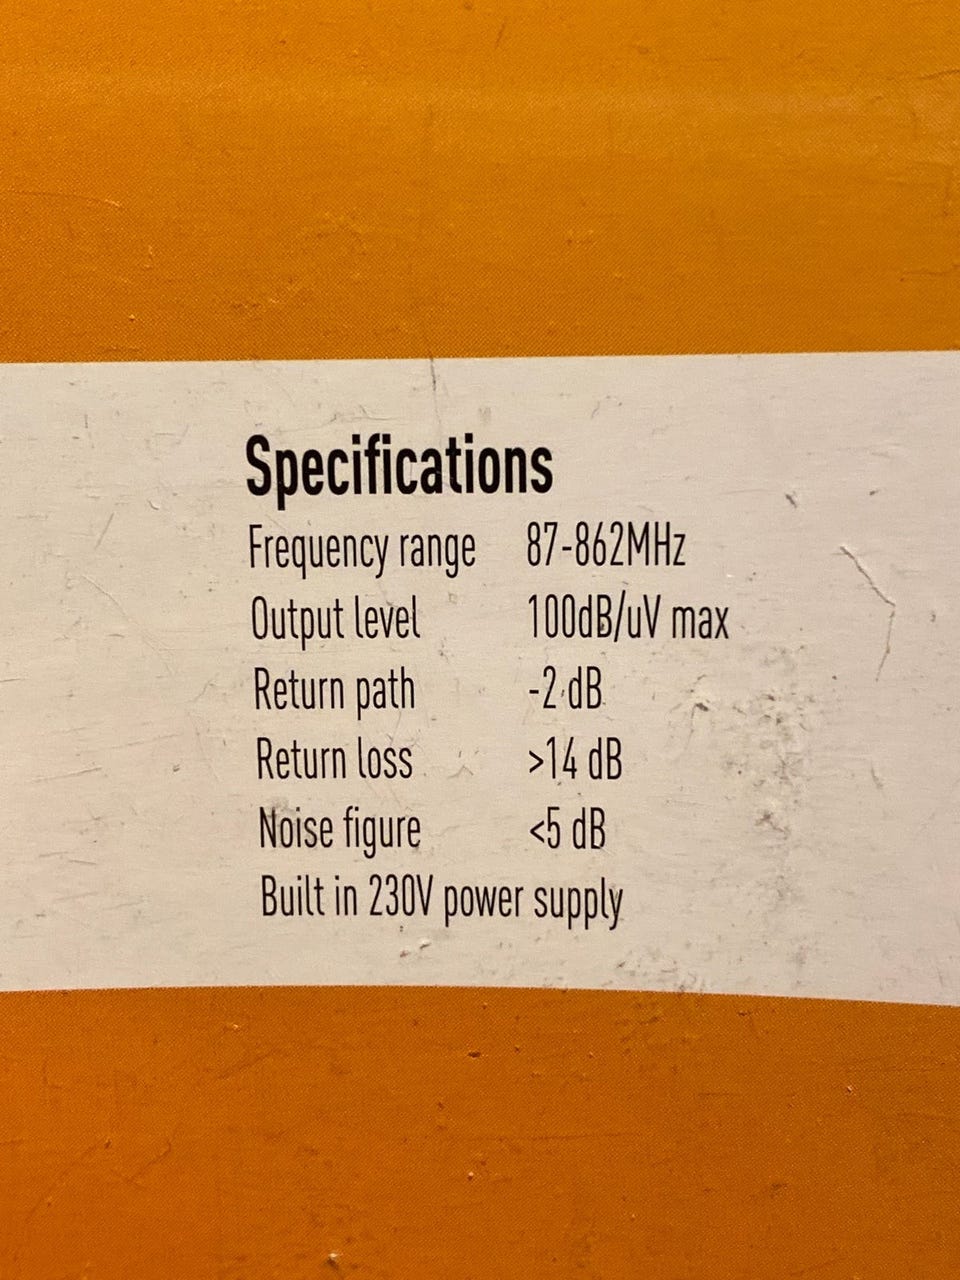 Specifications
Frequency range 87-862MHz
Output level 100dB/uV max
Return path -2 dB
Return loss >14 dB
Noise figure <5 dB
Built in 230V power supply